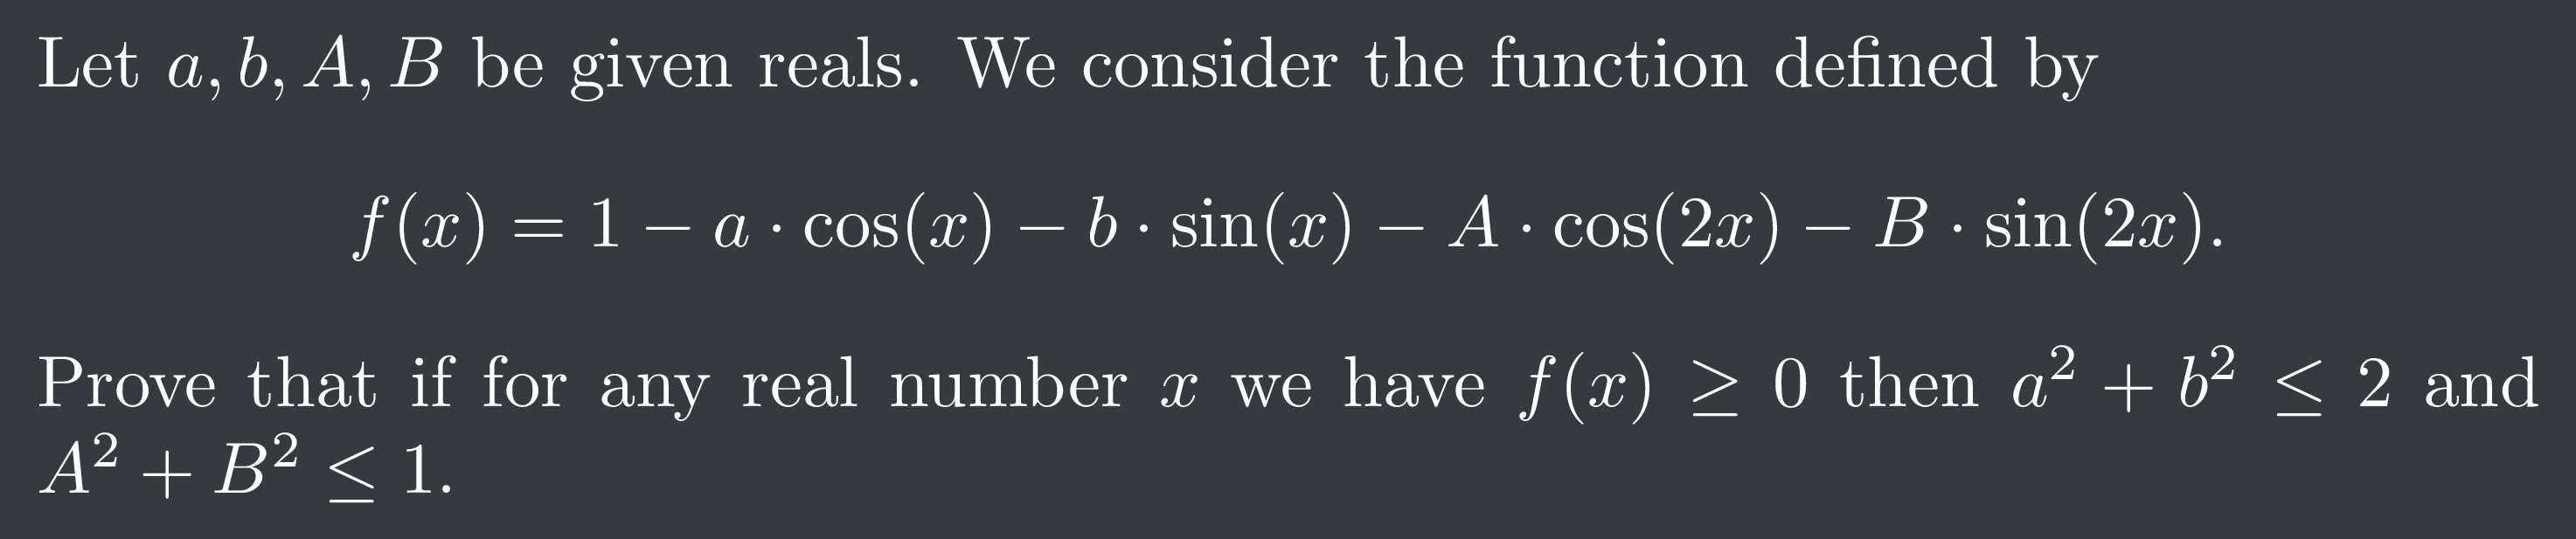 Let a, b, A, B be given reals. We consider the function defined by
f(x) = 1 − a · cos(x) − b · sin(x) − A · cos(2x) − B · sin(2x).
Prove that if for any real number x we have f(x) ≥ 0 then a² + b² ≤ 2 and
A² + B² ≤ 1.